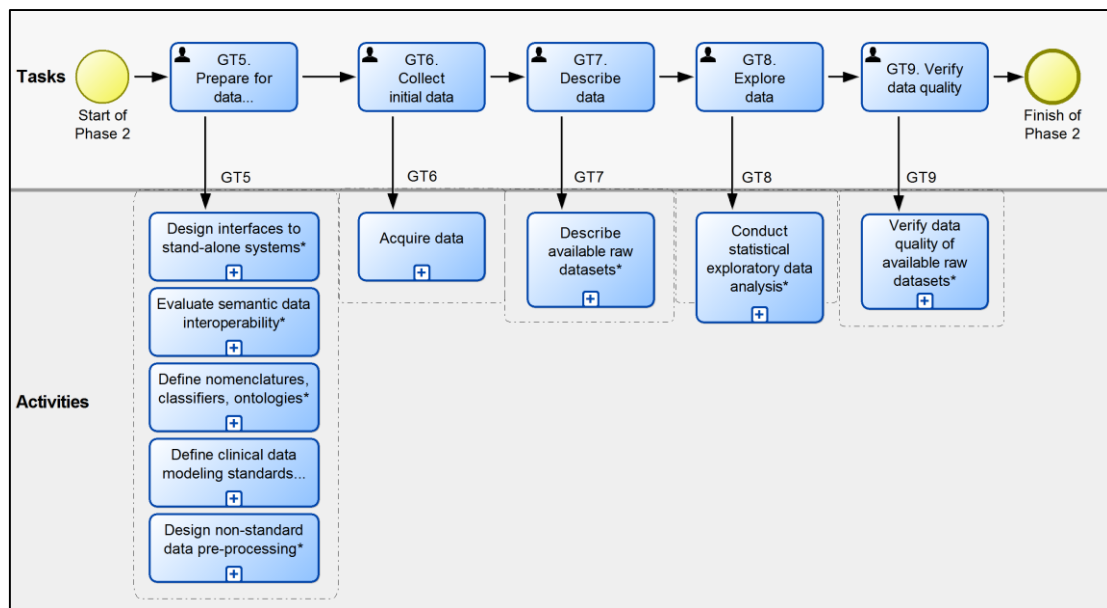 Tasks
Start of
Phase 2
GT5.
Prepare for
data...
GT6.
Collect
initial data
GT7.
Describe
data
GT8.
Explore
data
GT9. Verify
data quality
Finish of
Phase 2
GT5
GT6
GT7
GT8
GT9
Activities
Design interfaces to
stand-alone systems*
Evaluate semantic data
interoperability*
Define nomenclatures,
classifiers, ontologies*
Define clinical data
modeling standards...
Design non-standard
data pre-processing*
Acquire data
Describe
available raw
datasets*
Conduct
statistical
exploratory data
analysis*
Verify data
quality of
available raw
datasets*